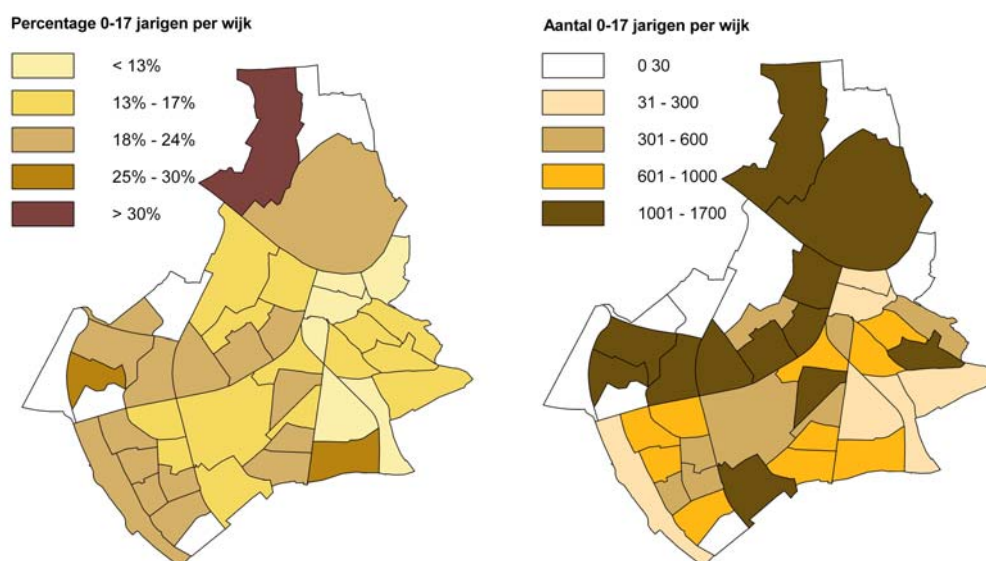 Percentage 0-17 jarigen per wijk
< 13%
13% - 17%
18% - 24%
25% - 30%
> 30%
Aantal 0-17 jarigen per wijk
0 30
31 - 300
301 - 600
601 - 1000
1001 - 1700